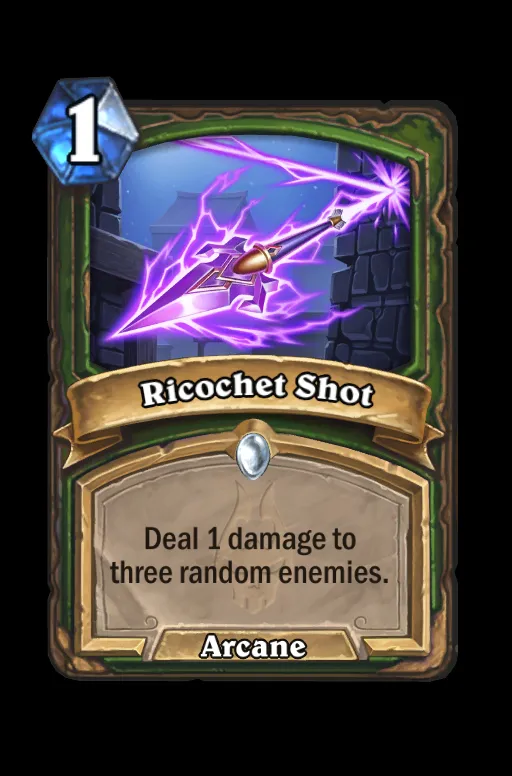 1
Ricochet Shot
Deal 1 damage to
three random enemies.
Arcane